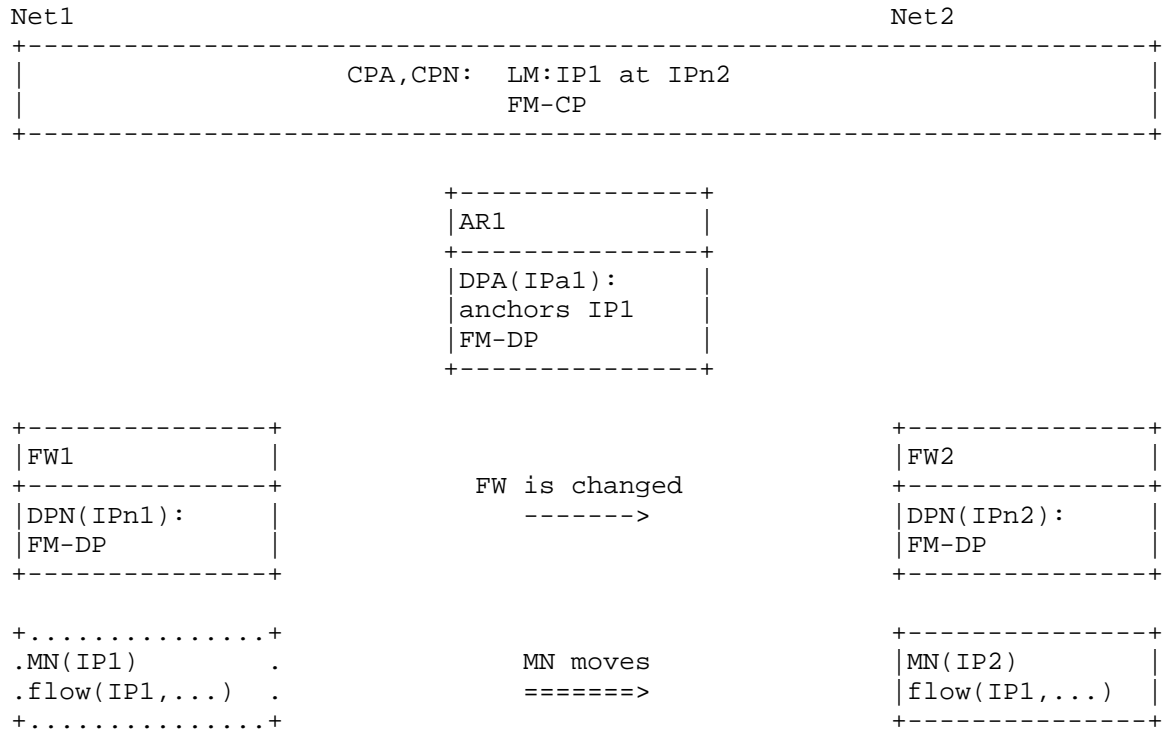 Net1                                                   Net2
+----------------------------------------------------------------------+
|                    CPA,CPN:  LM:IP1 at IPn2                          |
|                              FM-CP                                   |
+----------------------------------------------------------------------+
                           +---------------+
                           |AR1            |
                           +---------------+
                           |DPA(IPa1):     |
                           |anchors IP1    |
                           |FM-DP          |
                           +---------------+
+---------------+                                      +---------------+
|FW1            |                                      |FW2            |
+---------------+            FW is changed             +---------------+
|DPN(IPn1):     |               ------->               |DPN(IPn2):     |
|FM-DP          |                                      |FM-DP          |
+---------------+                                      +---------------+
+...............+                                      +---------------+
.MN(IP1)        .               MN moves               |MN(IP2)        |
.flow(IP1,...)  .               =======>               |flow(IP1,...)  |
+...............+                                      +---------------+